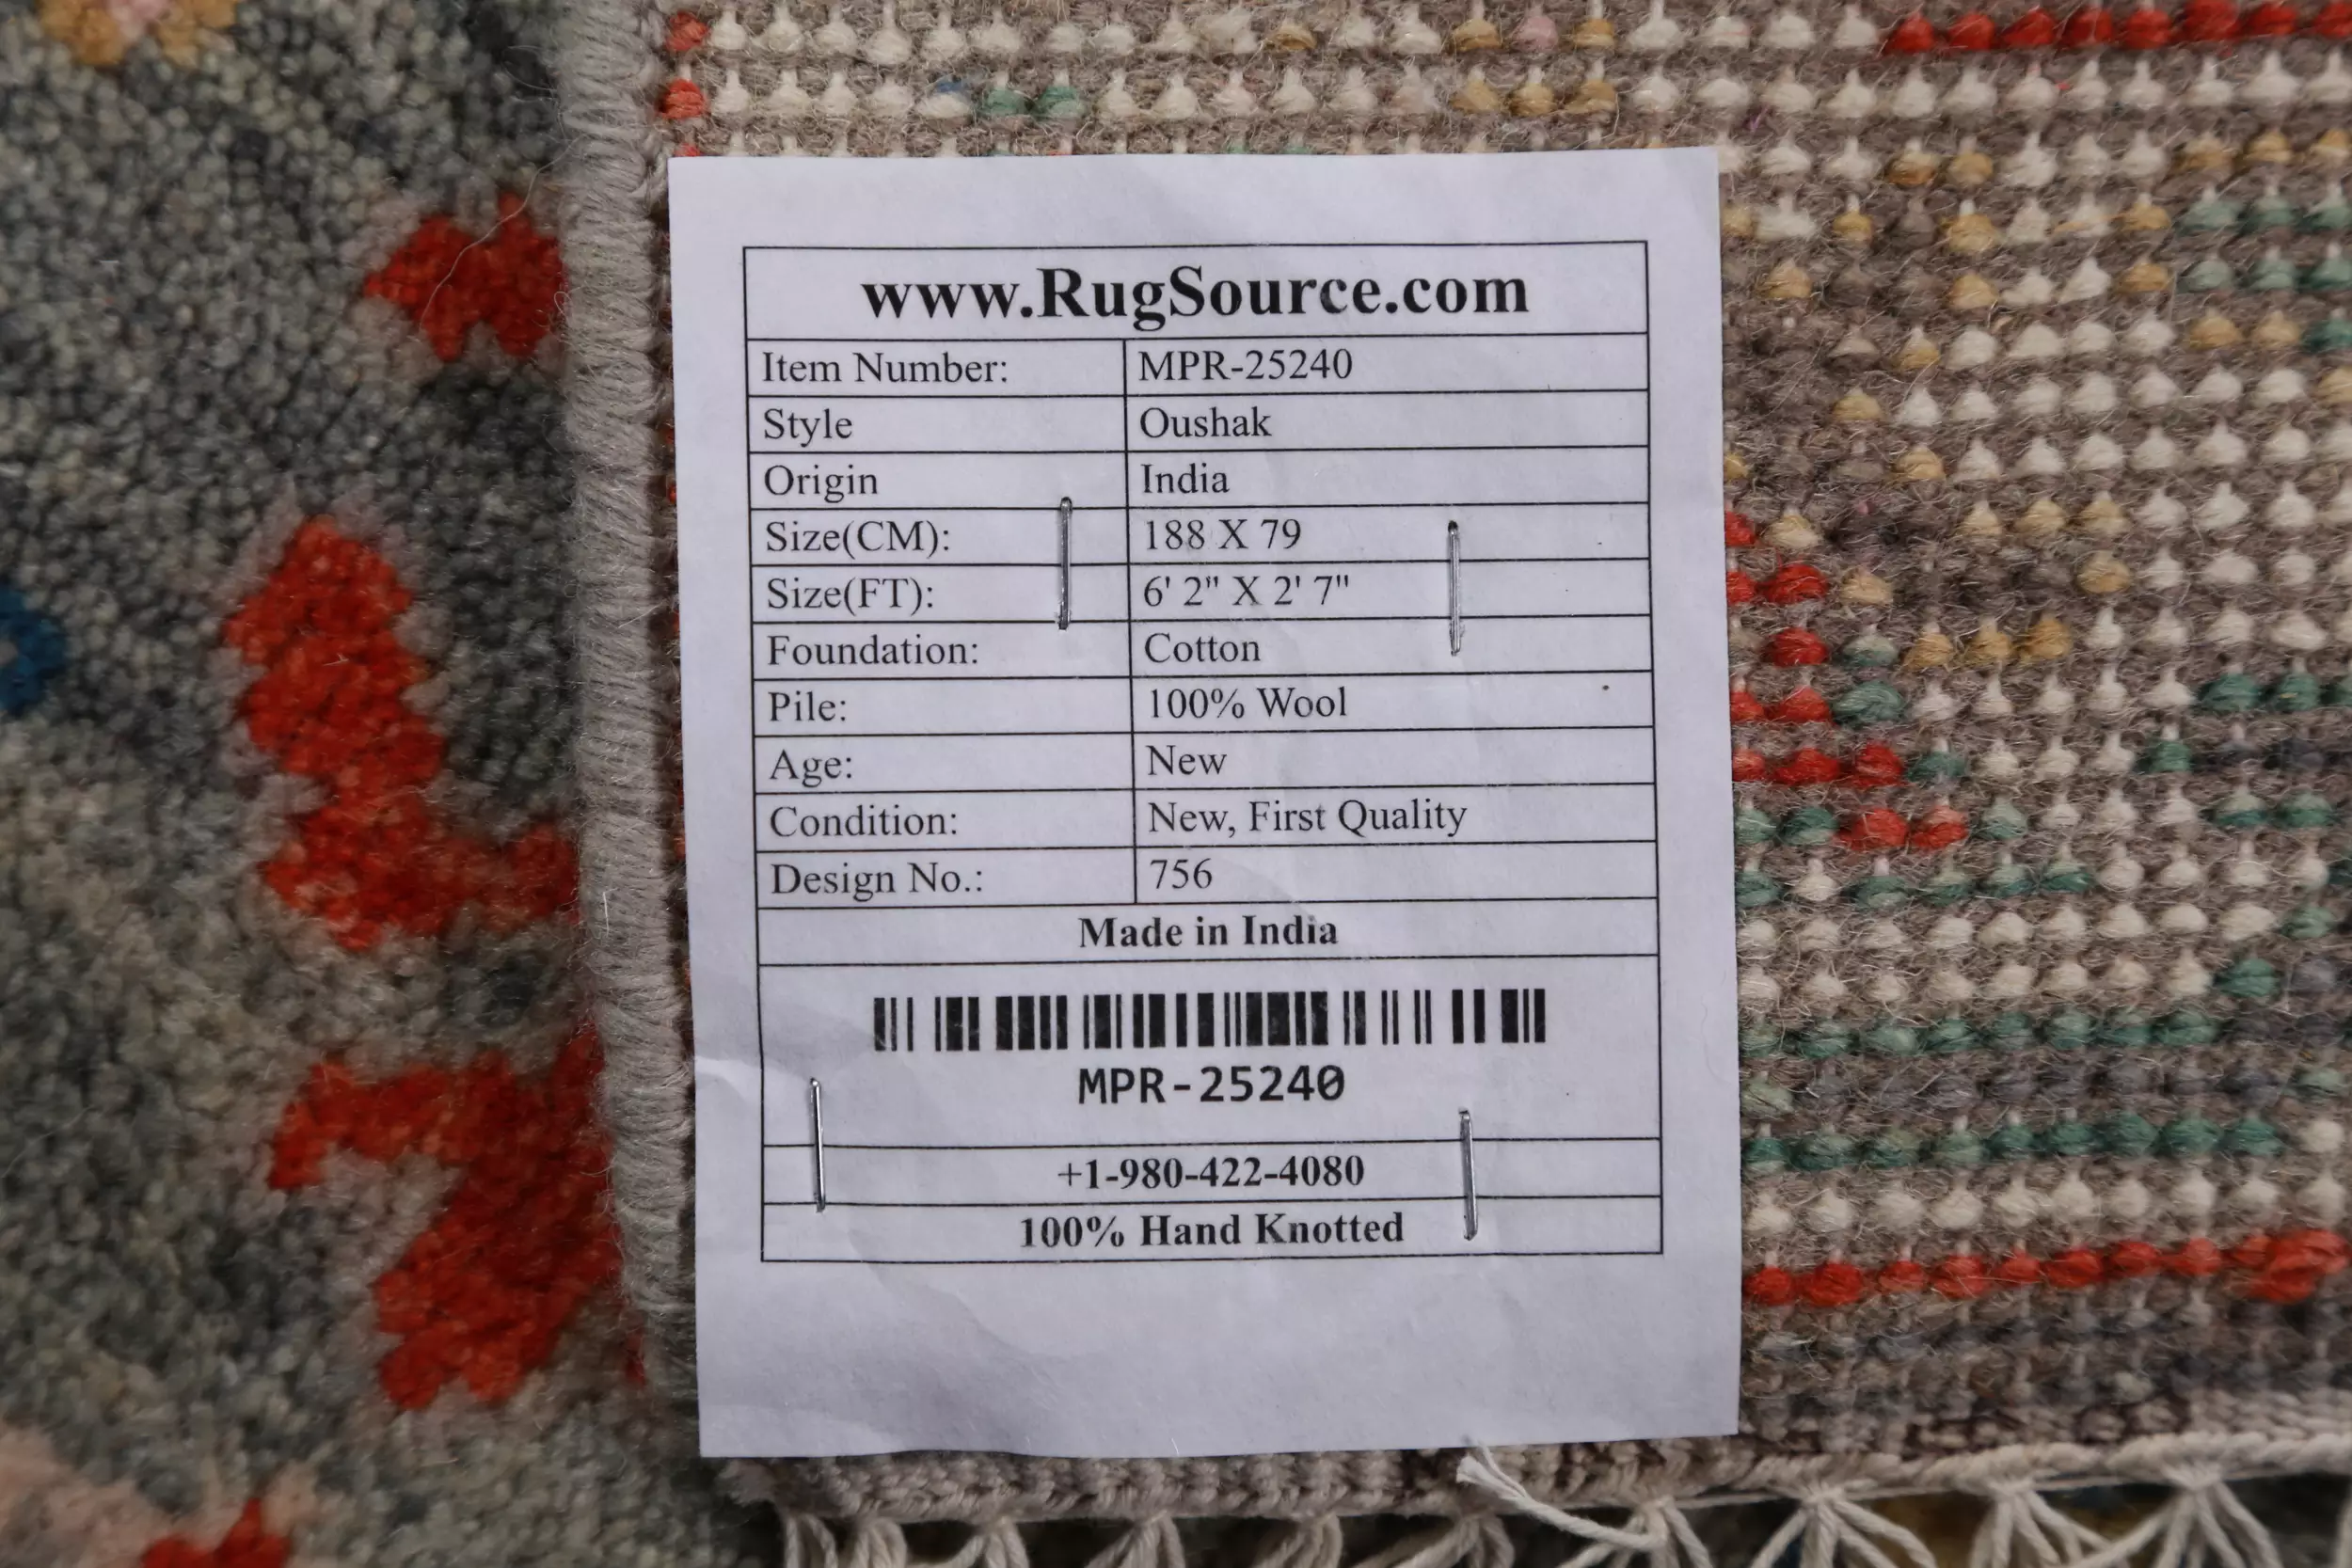 www.RugSource.com
Item Number: MPR-25240
Style Oushak
Origin India
Size(CM): 188 X 79
Size(FT): 6' 2" X 2' 7"
Foundation: Cotton
Pile: 100% Wool
Age: New
Condition: New, First Quality
Design No.: 756
Made in India
MPR-25240
+1-980-422-4080
100% Hand Knotted